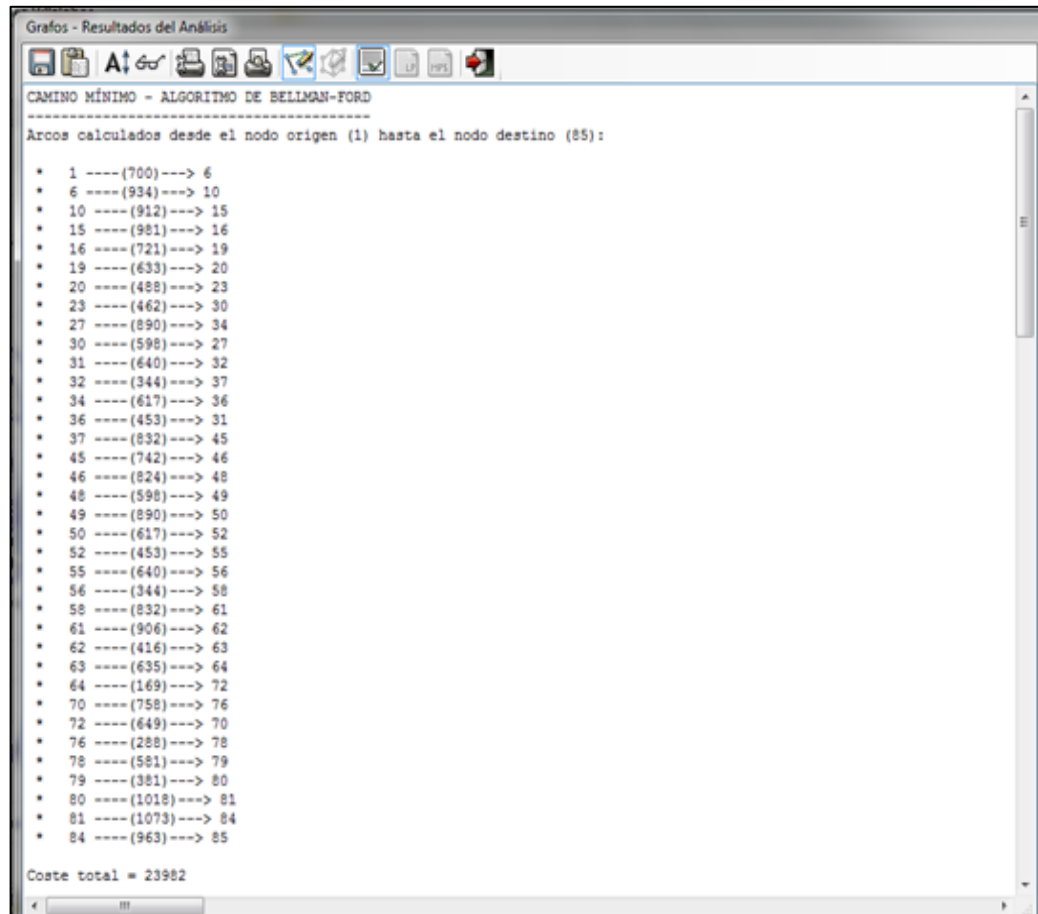 Grafos - Resultados del Análisis
CAMINO MÍNIMO - ALGORITMO DE BELLMAN-FORD
-----------------------------------------
Arcos calculados desde el nodo origen (1) hasta el nodo destino (85):
* 1 ----(700)---> 6
* 6 ----(934)---> 10
* 10 ----(912)---> 15
* 15 ----(981)---> 16
* 16 ----(721)---> 19
* 19 ----(633)---> 20
* 20 ----(488)---> 23
* 23 ----(462)---> 30
* 27 ----(890)---> 34
* 30 ----(598)---> 27
* 31 ----(640)---> 32
* 32 ----(344)---> 37
* 34 ----(617)---> 36
* 36 ----(453)---> 31
* 37 ----(832)---> 45
* 45 ----(742)---> 46
* 46 ----(824)---> 48
* 48 ----(598)---> 49
* 49 ----(890)---> 50
* 50 ----(617)---> 52
* 52 ----(453)---> 55
* 55 ----(640)---> 56
* 56 ----(344)---> 58
* 58 ----(832)---> 61
* 61 ----(906)---> 62
* 62 ----(416)---> 63
* 63 ----(635)---> 64
* 64 ----(169)---> 72
* 70 ----(758)---> 76
* 72 ----(649)---> 70
* 76 ----(288)---> 78
* 78 ----(581)---> 79
* 79 ----(381)---> 80
* 80 ----(1018)---> 81
* 81 ----(1073)---> 84
* 84 ----(963)---> 85
Coste total = 23982